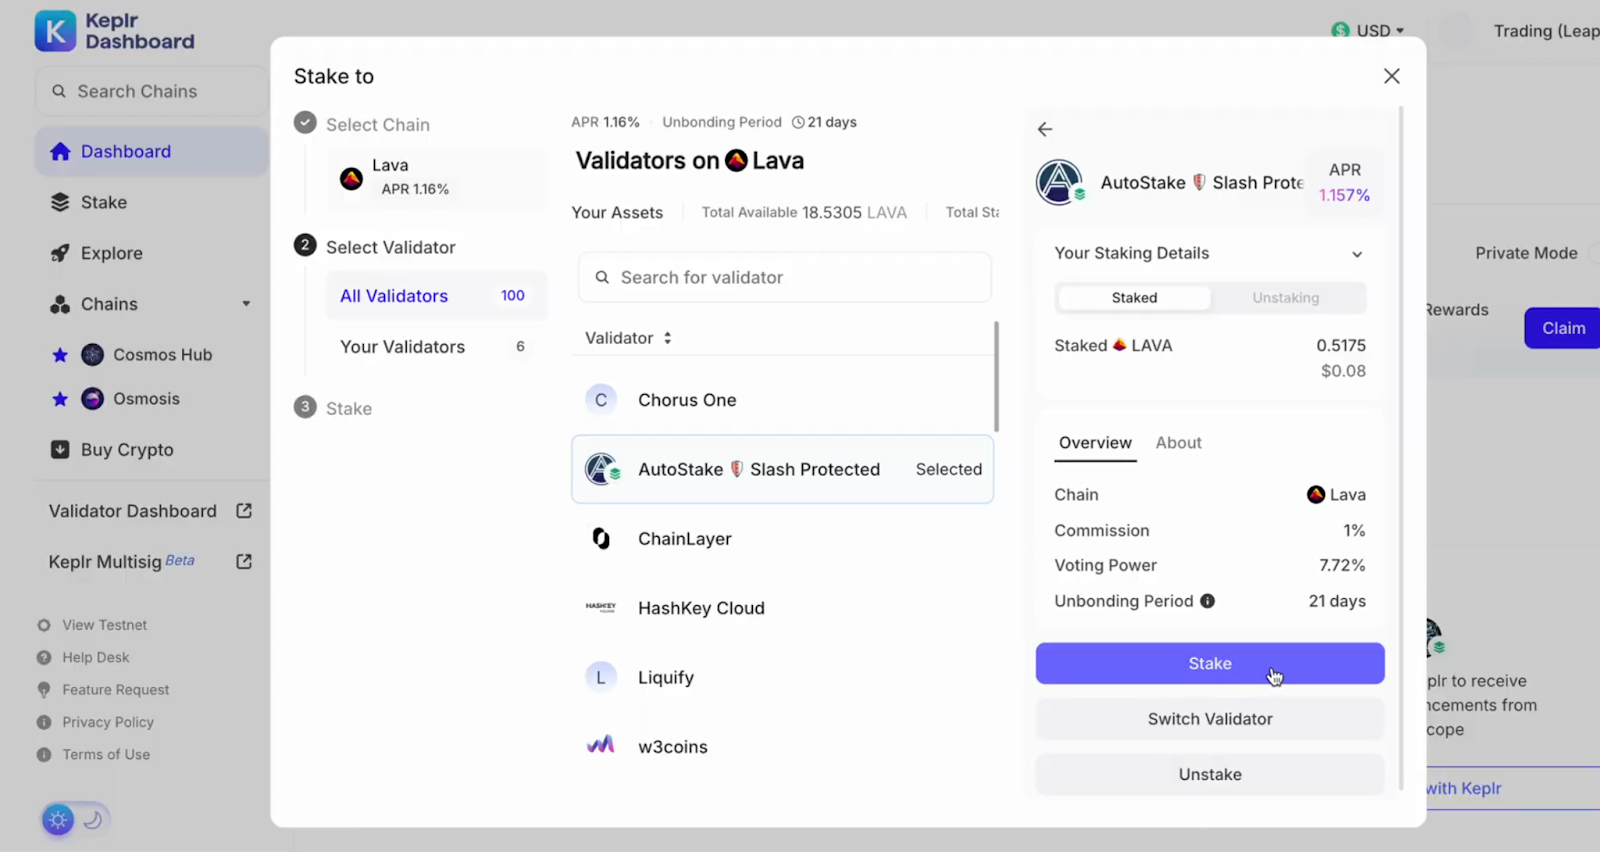 Keplr
Dashboard
Search Chains
Dashboard
Stake
Explore
Chains
Cosmos Hub
Osmosis
Buy Crypto
Validator Dashboard
Keplr Multisig Beta
View Testnet
Help Desk
Feature Request
Privacy Policy
Terms of Use
Stake to
Select Chain
Lava
APR 1.16%
2 Select Validator
All Validators 100
Your Validators 6
3 Stake
APR 1.16% Unbonding Period 21 days
Validators on Lava
Your Assets Total Available 18.5305 LAVA Total Sta
Search for validator
Validator
C Chorus One
AutoStake Slash Protected Selected
ChainLayer
HASHKEY HashKey Cloud
L Liquify
w3coins
AutoStake Slash Prote
APR
1.157%
Your Staking Details
Staked Unstaking
Staked LAVA 0.5175
$0.08
Overview About
Chain Lava
Commission 1%
Voting Power 7.72%
Unbonding Period 21 days
Stake
Switch Validator
Unstake
USD
Trading (Leap
Private Mode
Rewards
Claim
plr to receive
ncements from
cope
with Keplr